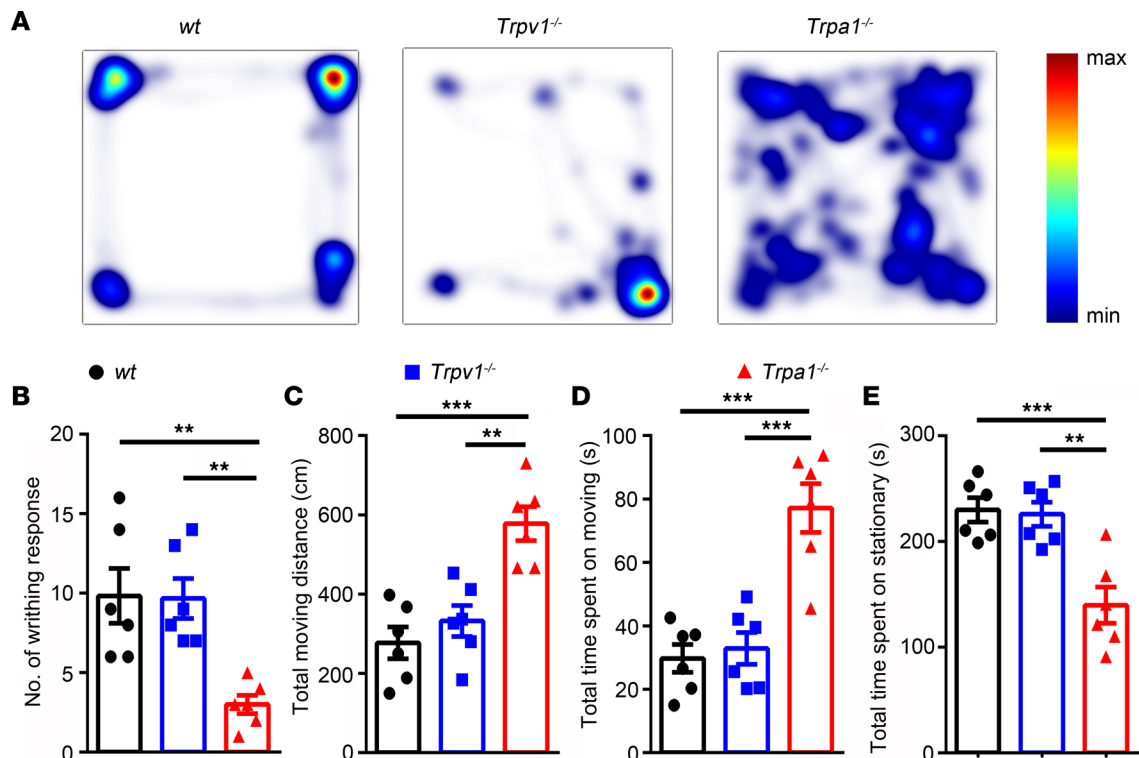 A
wt
Trpv1-/-
Trpa1-/-
max
min
wt
Trpv1-/-
Trpa1-/-
B
No. of writhing response
20
15
10
5
0
**
**
C
Total moving distance (cm)
800
600
400
200
0
***
**
D
Total time spent on moving (s)
100
80
60
40
20
0
***
***
E
Total time spent on stationary (s)
300
200
100
0
***
**